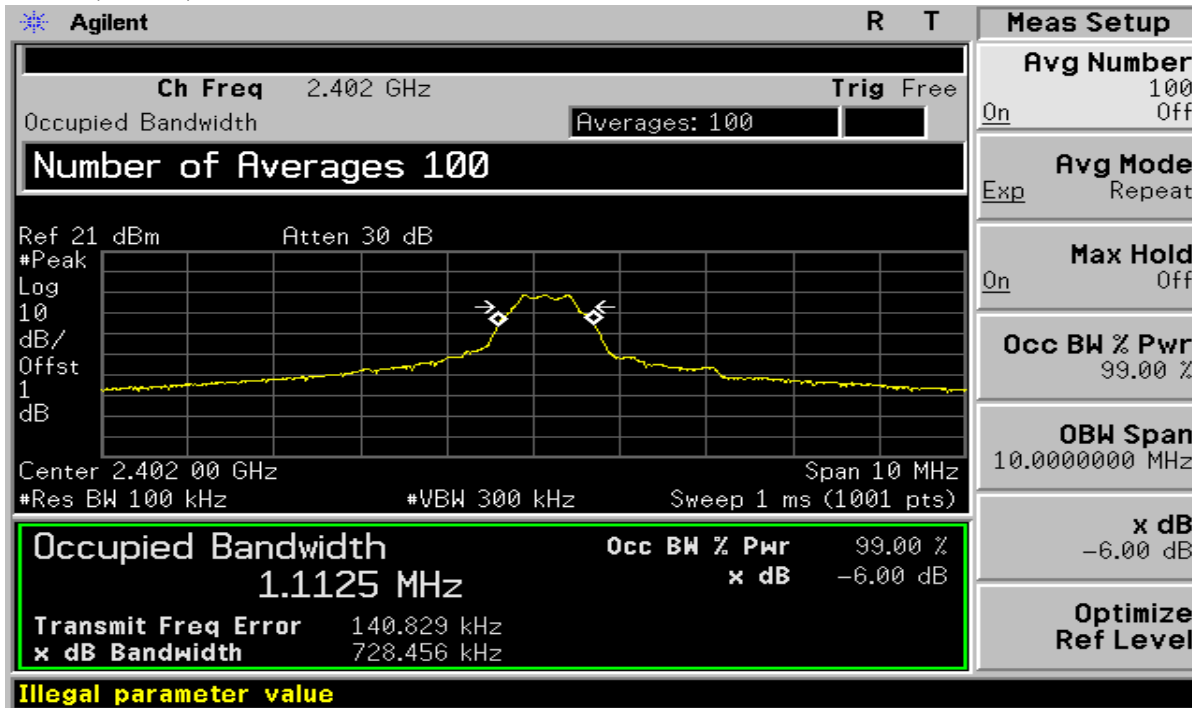 Agilent R T Meas Setup
Ch Freq 2.402 GHz Trig Free
Occupied Bandwidth Averages: 100
Number of Averages 100
Ref 21 dBm Atten 30 dB
#Peak
Log
10
dB/
Offst
1
dB
Center 2.402 00 GHz Span 10 MHz
#Res BW 100 kHz #VBW 300 kHz Sweep 1 ms (1001 pts)
Occupied Bandwidth Occ BW % Pwr 99.00 %
1.1125 MHz x dB -6.00 dB
Transmit Freq Error 140.829 kHz
x dB Bandwidth 728.456 kHz
Illegal parameter value
Avg Number
100
On Off
Avg Mode
Exp Repeat
Max Hold
On Off
Occ BW % Pwr
99.00 %
OBW Span
10.0000000 MHz
x dB
-6.00 dB
Optimize
Ref Level